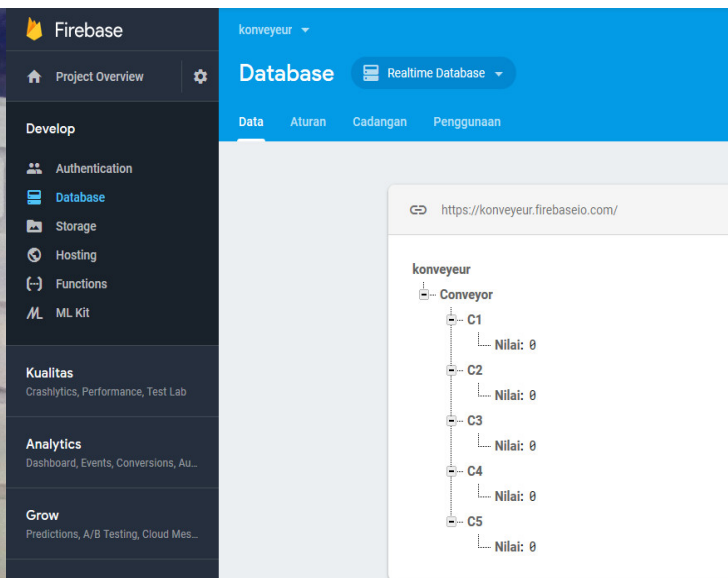 Firebase
Project Overview
Develop
Authentication
Database
Storage
Hosting
Functions
ML Kit
Kualitas
Crashlytics, Performance, Test Lab
Analytics
Dashboard, Events, Conversions, Au...
Grow
Predictions, A/B Testing, Cloud Mes...
konveyeur
Database Realtime Database
Data Aturan Cadangan Penggunaan
https://konveyeur.firebaseio.com/
konveyeur
Conveyor
C1
Nilai: 0
C2
Nilai: 0
C3
Nilai: 0
C4
Nilai: 0
C5
Nilai: 0